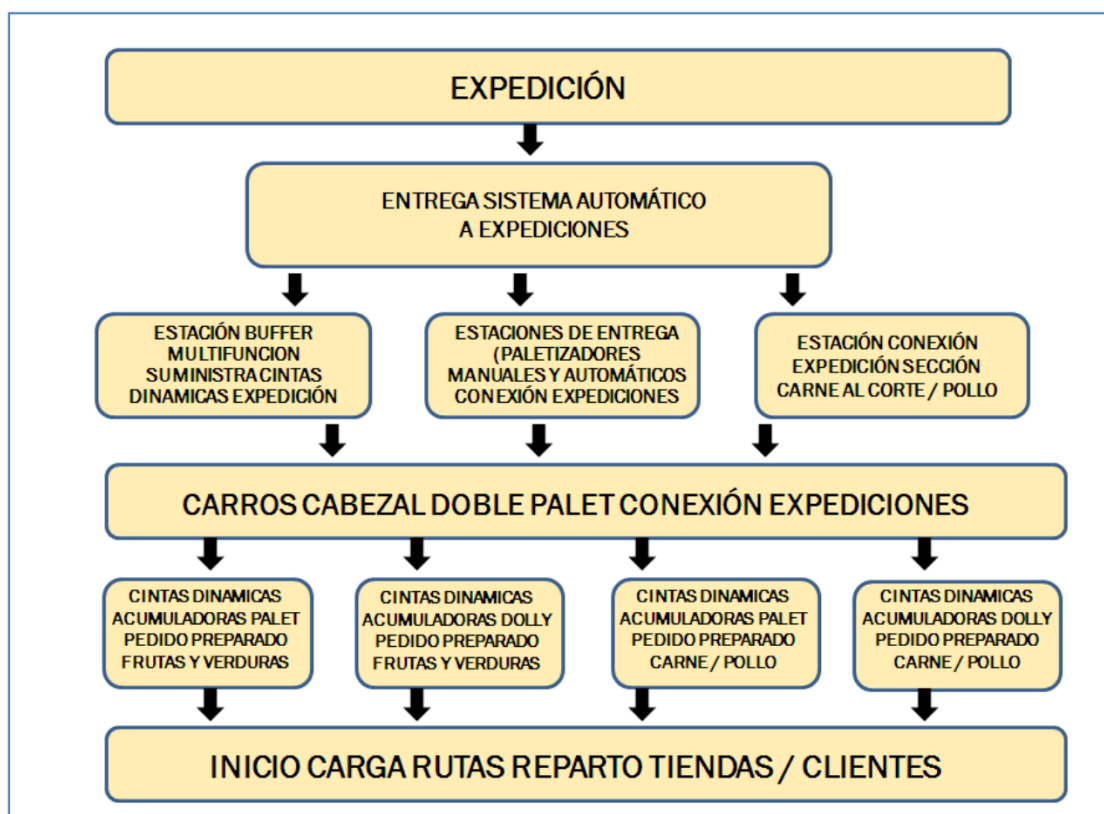 EXPEDICIÓN
ENTREGA SISTEMA AUTOMÁTICO
A EXPEDICIONES
ESTACIÓN BUFFER
MULTIFUNCION
SUMINISTRA CINTAS
DINAMICAS EXPEDICIÓN
ESTACIONES DE ENTREGA
(PALETIZADORES
MANUALES Y AUTOMÁTICOS
CONEXIÓN EXPEDICIONES
ESTACIÓN CONEXIÓN
EXPEDICIÓN SECCIÓN
CARNE AL CORTE / POLLO
CARROS CABEZAL DOBLE PALET CONEXIÓN EXPEDICIONES
CINTAS DINAMICAS
ACUMULADORAS PALET
PEDIDO PREPARADO
FRUTAS Y VERDURAS
CINTAS DINAMICAS
ACUMULADORAS DOLLY
PEDIDO PREPARADO
FRUTAS Y VERDURAS
CINTAS DINAMICAS
ACUMULADORAS PALET
PEDIDO PREPARADO
CARNE / POLLO
CINTAS DINAMICAS
ACUMULADORAS DOLLY
PEDIDO PREPARADO
CARNE / POLLO
INICIO CARGA RUTAS REPARTO TIENDAS / CLIENTES